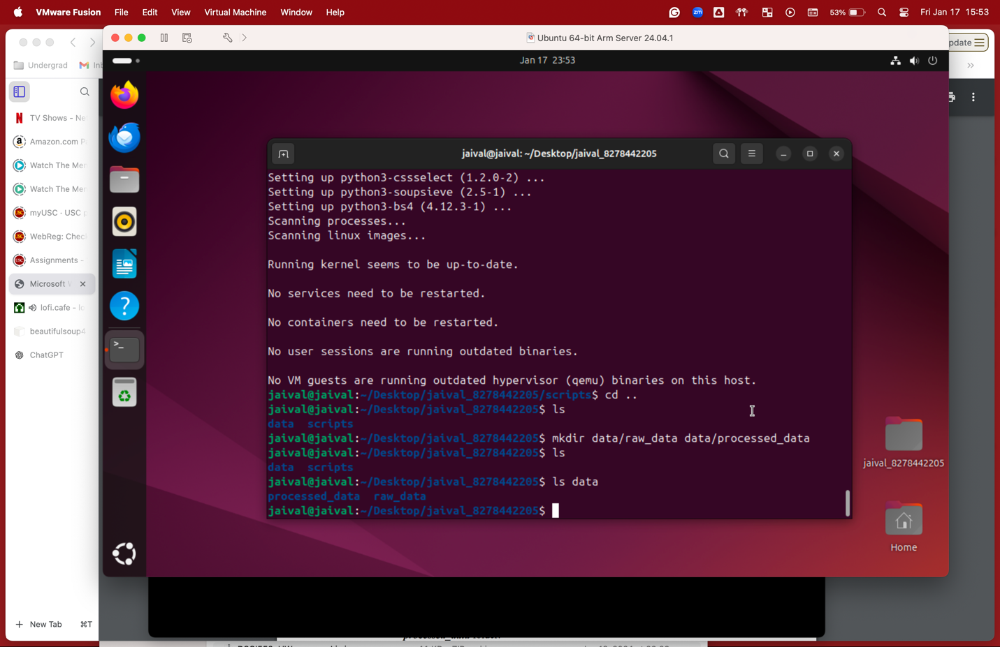 VMware Fusion File Edit View Virtual Machine Window Help
zm 53% Fri Jan 17 15:53
Ubuntu 64-bit Arm Server 24.04.1
pdate
Undergrad
Jan 17 23:53
TV Shows - Ne
Amazon.com P
Watch The Mer
Watch The Mer
myUSC · USC p
WebReg: Chec
Assignments -
Microsoft W
lofi.cafe - lo
beautifulsoup4
ChatGPT
New Tab ⌘T
jaival@jaival: ~/Desktop/jaival_8278442205
Setting up python3-cssselect (1.2.0-2) ...
Setting up python3-soupsieve (2.5-1) ...
Setting up python3-bs4 (4.12.3-1) ...
Scanning processes...
Scanning linux images...
Running kernel seems to be up-to-date.
No services need to be restarted.
No containers need to be restarted.
No user sessions are running outdated binaries.
No VM guests are running outdated hypervisor (qemu) binaries on this host.
jaival@jaival:~/Desktop/jaival_8278442205/scripts$ cd ..
jaival@jaival:~/Desktop/jaival_8278442205$ ls
data scripts
jaival@jaival:~/Desktop/jaival_8278442205$ mkdir data/raw_data data/processed_data
jaival@jaival:~/Desktop/jaival_8278442205$ ls
data scripts
jaival@jaival:~/Desktop/jaival_8278442205$ ls data
processed_data raw_data
jaival@jaival:~/Desktop/jaival_8278442205$
jaival_8278442205
Home